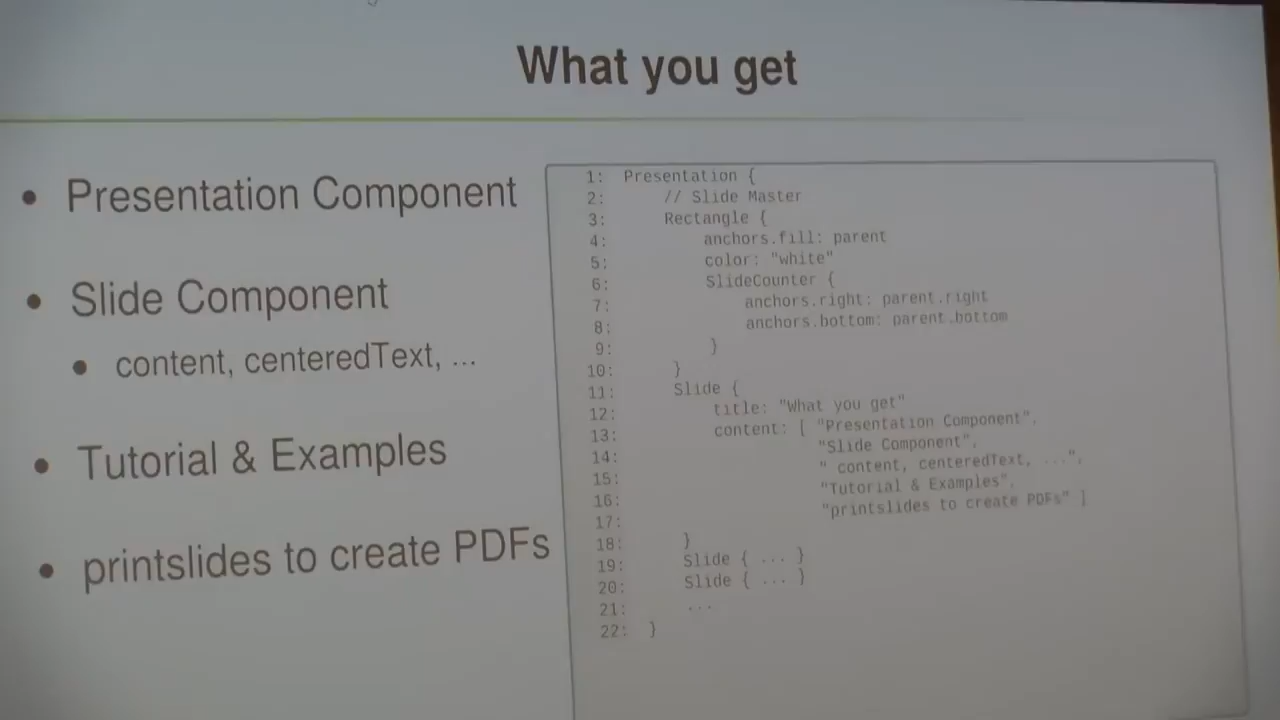 What you get
• Presentation Component
• Slide Component
• content, centeredText, ...
• Tutorial & Examples
• printslides to create PDFs
1: Presentation {
2: // Slide Master
3: Rectangle {
4: anchors.fill: parent
5: color: "white"
6: SlideCounter {
7: anchors.right: parent.right
8: anchors.bottom: parent.bottom
9: }
10: }
11: Slide {
12: title: "What you get"
13: content: [ "Presentation Component",
14: "Slide Component",
15: " content, centeredText, ...",
16: "Tutorial & Examples",
17: "printslides to create PDFs" ]
18: }
19: Slide { ... }
20: Slide { ... }
21: ...
22: }